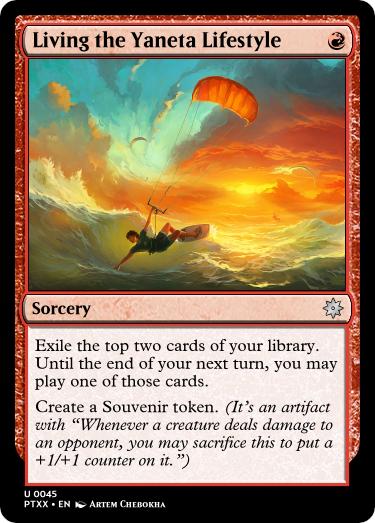 Living the Yaneta Lifestyle
Sorcery
Exile the top two cards of your library.
Until the end of your next turn, you may
play one of those cards.
Create a Souvenir token. (It's an artifact
with “Whenever a creature deals damage to
an opponent, you may sacrifice this to put a
+1/+1 counter on it.”)
U 0045
PTXX • EN Artem Chebokha